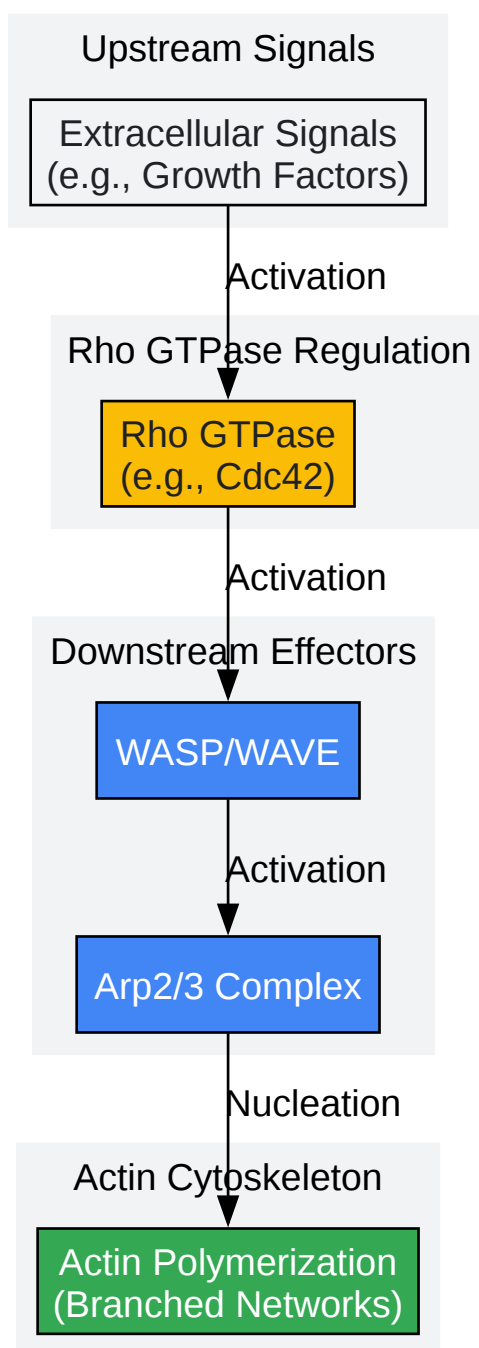 Upstream Signals
Extracellular Signals
(e.g., Growth Factors)
Activation
Rho GTPase Regulation
Rho GTPase
(e.g., Cdc42)
Activation
Downstream Effectors
WASP/WAVE
Activation
Arp2/3 Complex
Nucleation
Actin Cytoskeleton
Actin Polymerization
(Branched Networks)